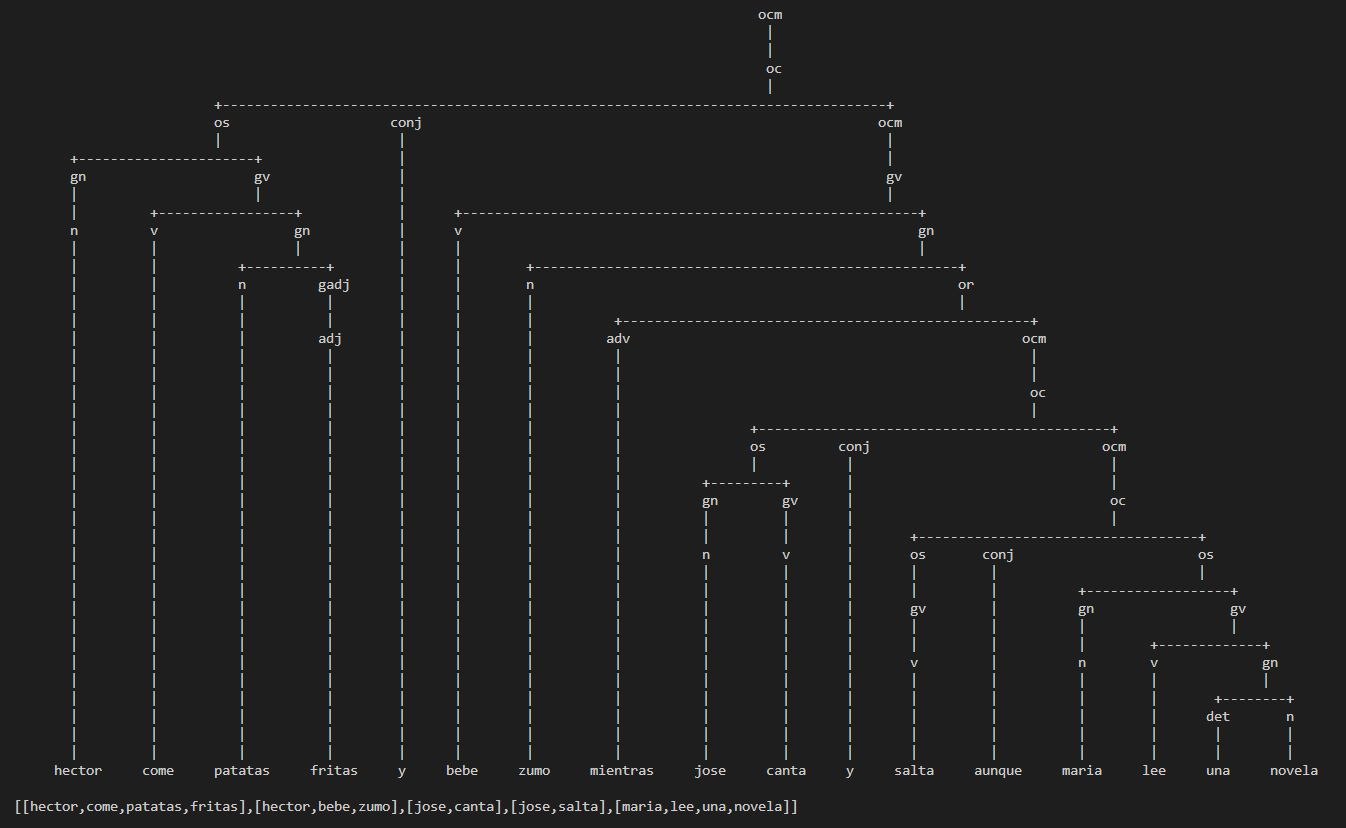 ocm
oc
os conj ocm
gn gv gv
n v gn v gn
n gadj n or
adj adv ocm
oc
os conj ocm
gn gv oc
n v os conj os
gv gn gv
v n v gn
det n
hector come patatas fritas y bebe zumo mientras jose canta y salta aunque maria lee una novela
[[hector,come,patatas,fritas],[hector,bebe,zumo],[jose,canta],[jose,salta],[maria,lee,una,novela]]